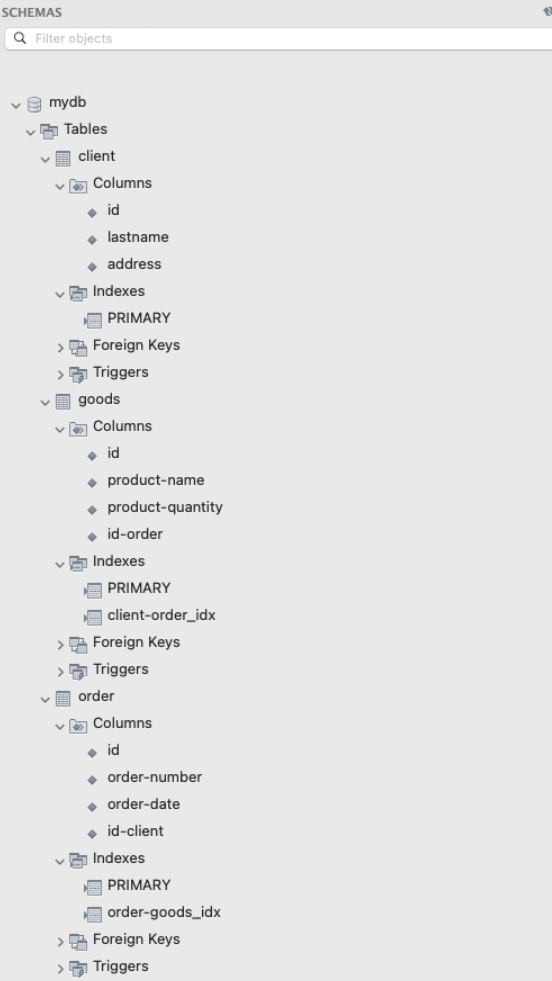 SCHEMAS
Filter objects
mydb
Tables
client
Columns
id
lastname
address
Indexes
PRIMARY
Foreign Keys
Triggers
goods
Columns
id
product-name
product-quantity
id-order
Indexes
PRIMARY
client-order_idx
Foreign Keys
Triggers
order
Columns
id
order-number
order-date
id-client
Indexes
PRIMARY
order-goods_idx
Foreign Keys
Triggers